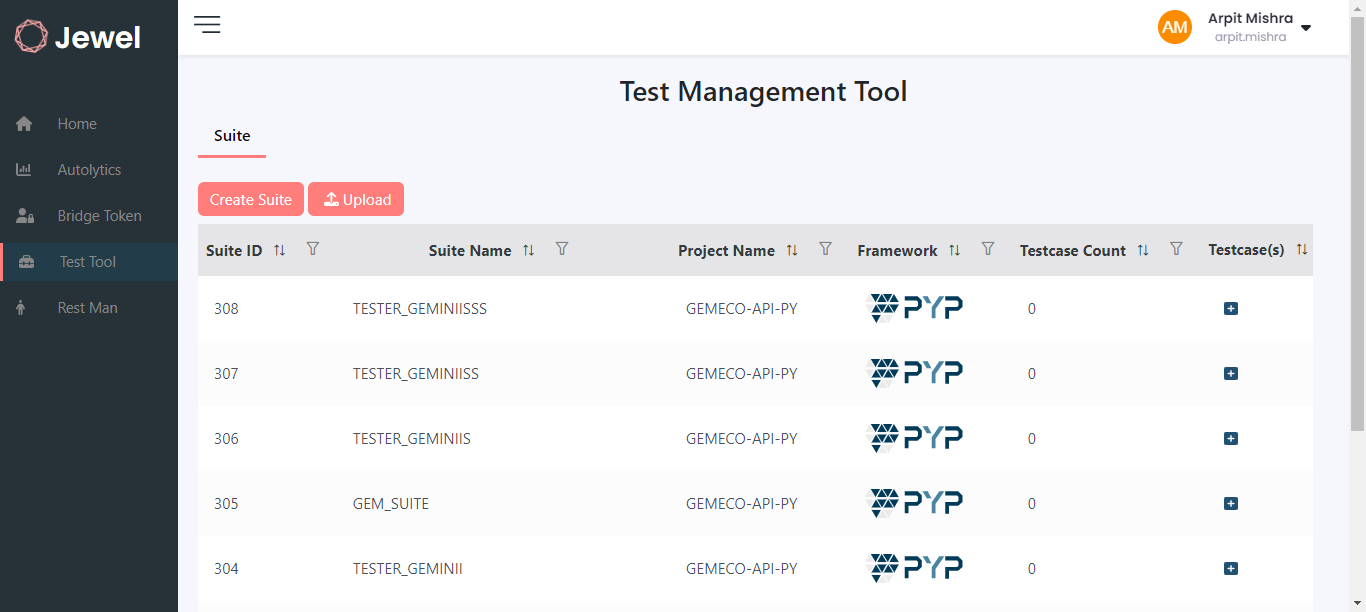 Jewel
AM
Arpit Mishra
arpit.mishra
Home
Autolytics
Bridge Token
Test Tool
Rest Man
Test Management Tool
Suite
Create Suite
Upload
Suite ID Suite Name Project Name Framework Testcase Count Testcase(s)
308 TESTER_GEMINIISSS GEMECO-API-PY PYP 0
307 TESTER_GEMINIISS GEMECO-API-PY PYP 0
306 TESTER_GEMINIIS GEMECO-API-PY PYP 0
305 GEM_SUITE GEMECO-API-PY PYP 0
304 TESTER_GEMINII GEMECO-API-PY PYP 0